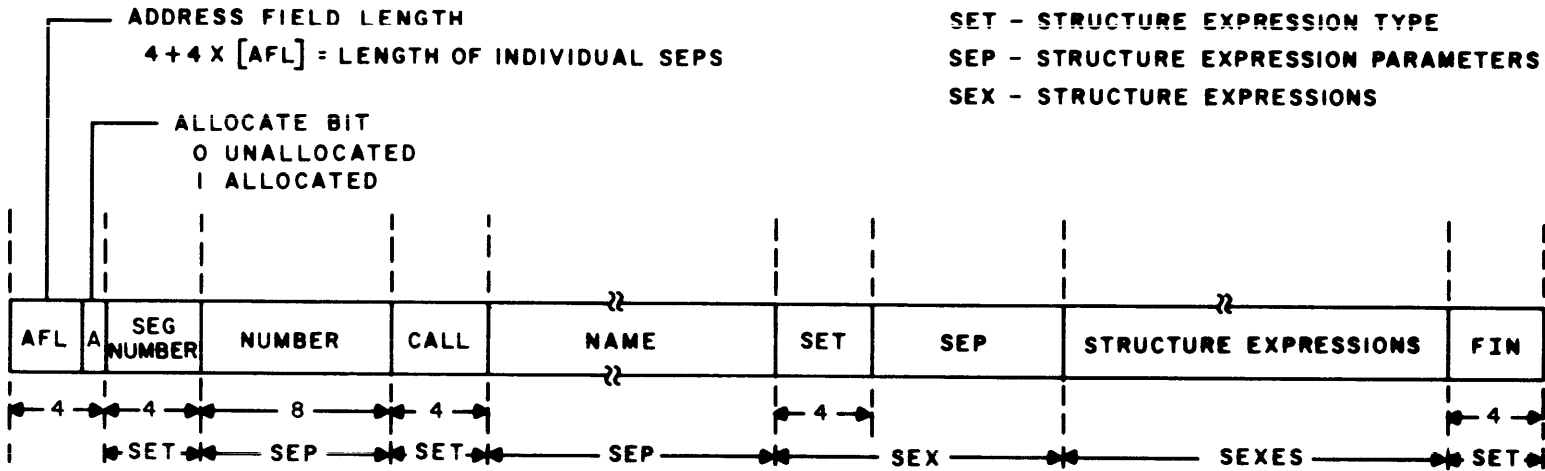 ADDRESS FIELD LENGTH
4+4 X [AFL] = LENGTH OF INDIVIDUAL SEPS
SET - STRUCTURE EXPRESSION TYPE
SEP - STRUCTURE EXPRESSION PARAMETERS
SEX - STRUCTURE EXPRESSIONS
ALLOCATE BIT
0 UNALLOCATED
1 ALLOCATED
AFL A SEG NUMBER NUMBER CALL NAME SET SEP STRUCTURE EXPRESSIONS FIN
4 4 8 4 4 4
SET SEP SET SEP SEX SEXES SET